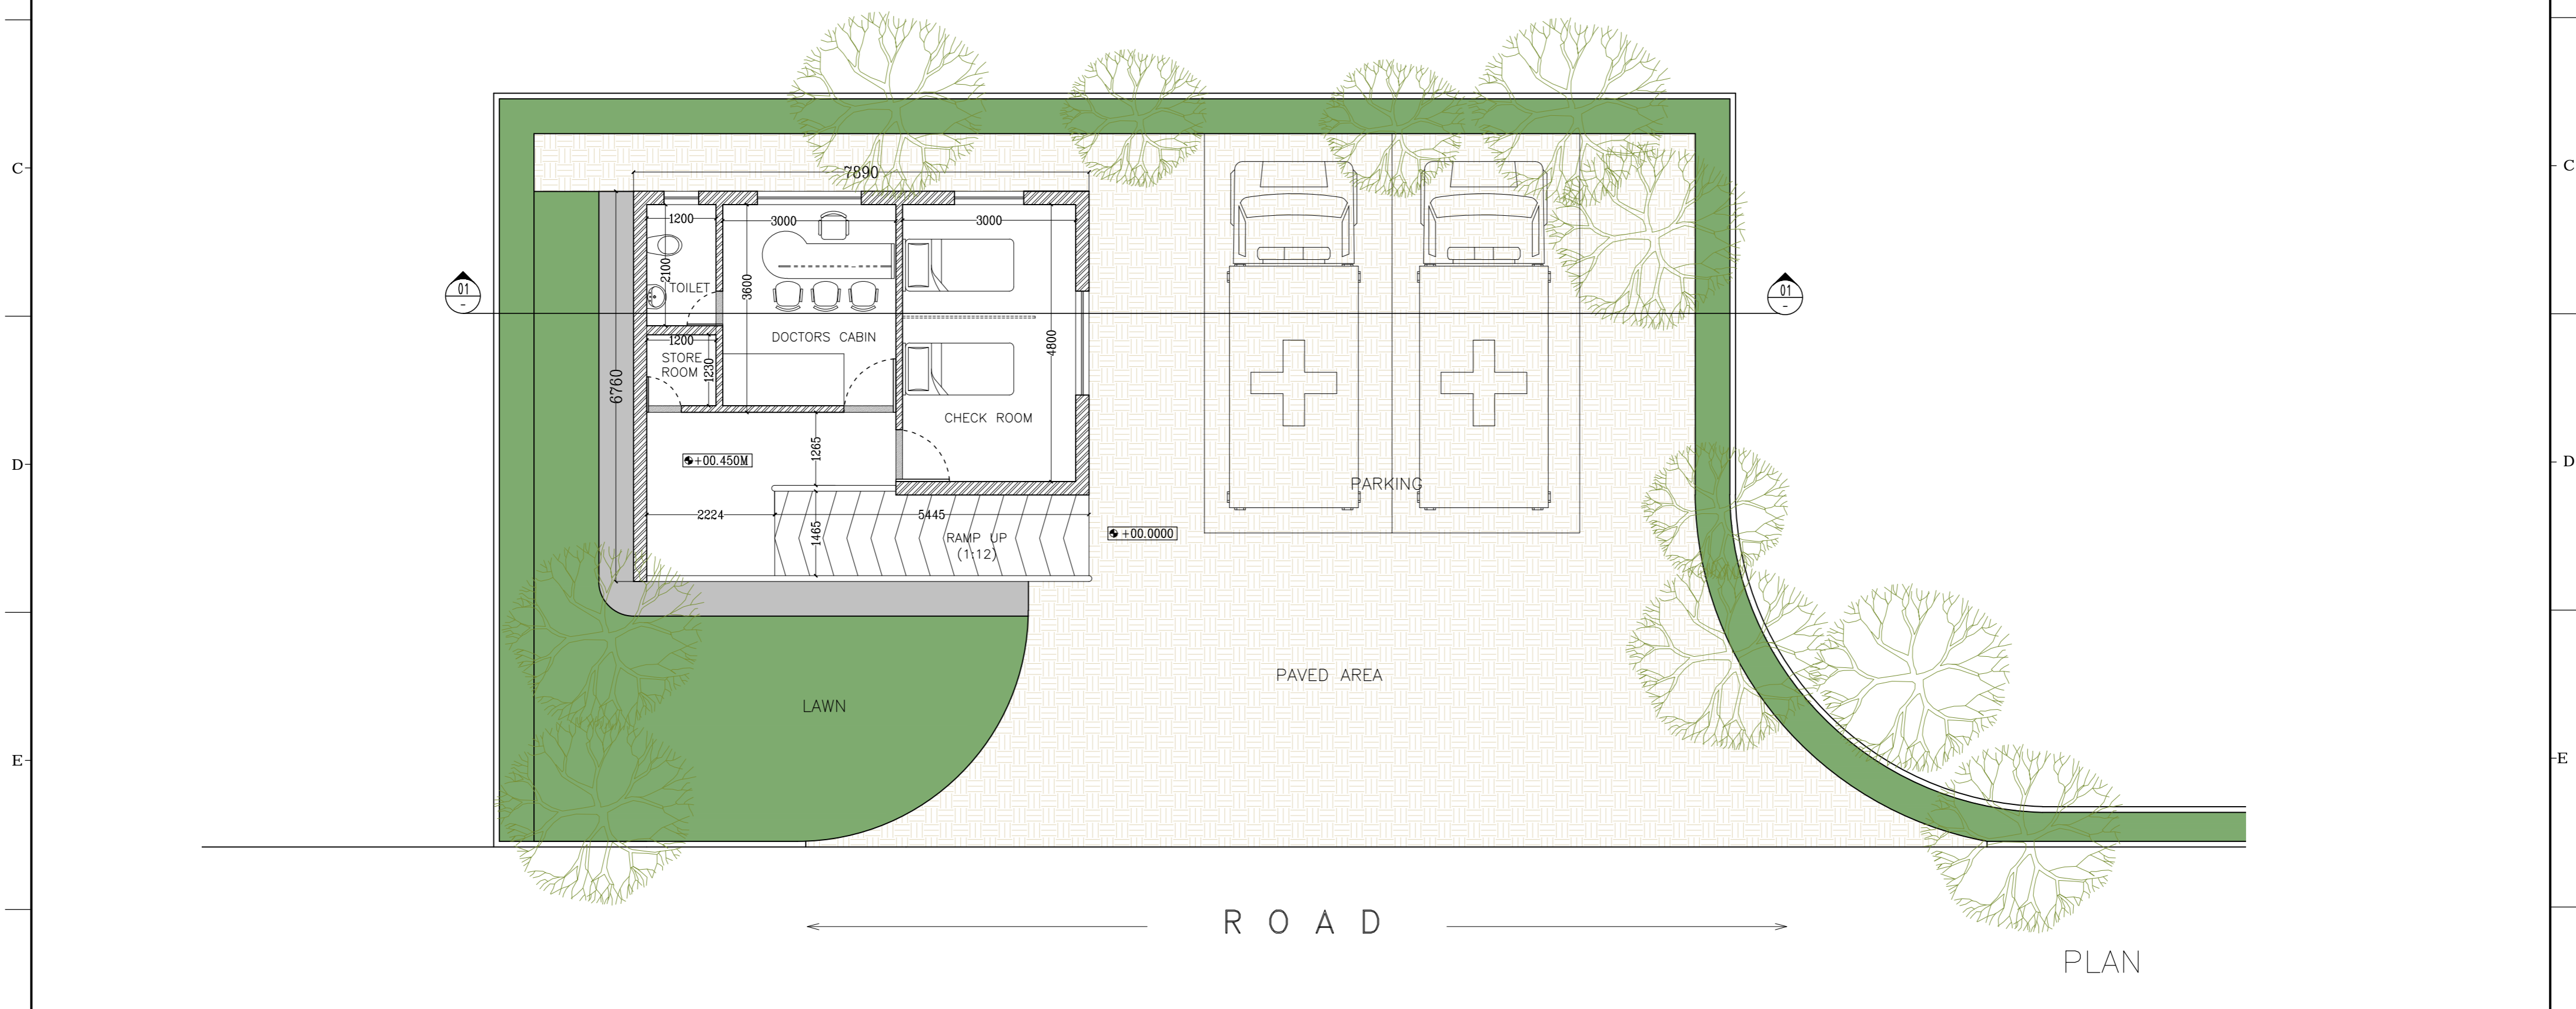 C
C
7890
1200
3000
3000
01
-
2100
TOILET
3600
01
-
DOCTORS CABIN
4800
1200
STORE
ROOM
1230
6760
CHECK ROOM
1265
+00.450M
D
D
PARKING
2224
5445
1465
RAMP UP
(1:12)
+00.0000
PAVED AREA
LAWN
E
E
ROAD
PLAN